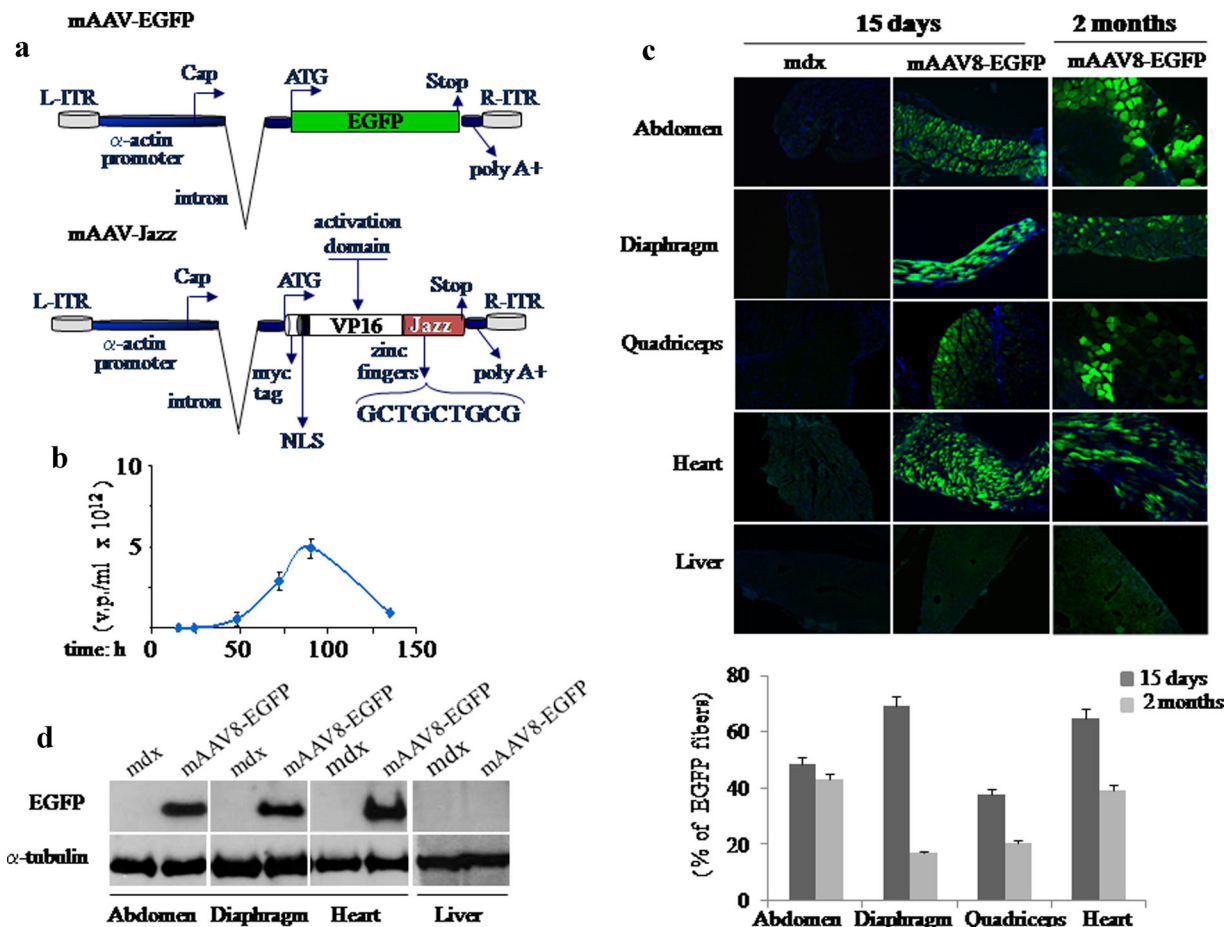 mAAV-EGFP
a
L-ITR
Cap
ATG
EGFP
Stop
R-ITR
α-actin
promoter
intron
poly A+
mAAV-Jazz
activation
domain
L-ITR
Cap
ATG
VP16
Jazz
Stop
R-ITR
α-actin
promoter
intron
myc
tag
NLS
zinc
fingers
poly A+
GCTGCTGCG
b
(v.p./ml x 10¹²)
10
5
time: h
0
50
100
150
c
15 days
2 months
mdx
mAAV8-EGFP
mAAV8-EGFP
Abdomen
Diaphragm
Quadriceps
Heart
Liver
(% of EGFP fibers)
80
60
40
20
0
15 days
2 months
Abdomen
Diaphragm
Quadriceps
Heart
d
mdx
mAAV8-EGFP
mdx
mAAV8-EGFP
mdx
mAAV8-EGFP
mdx
mAAV8-EGFP
EGFP
α-tubulin
Abdomen
Diaphragm
Heart
Liver